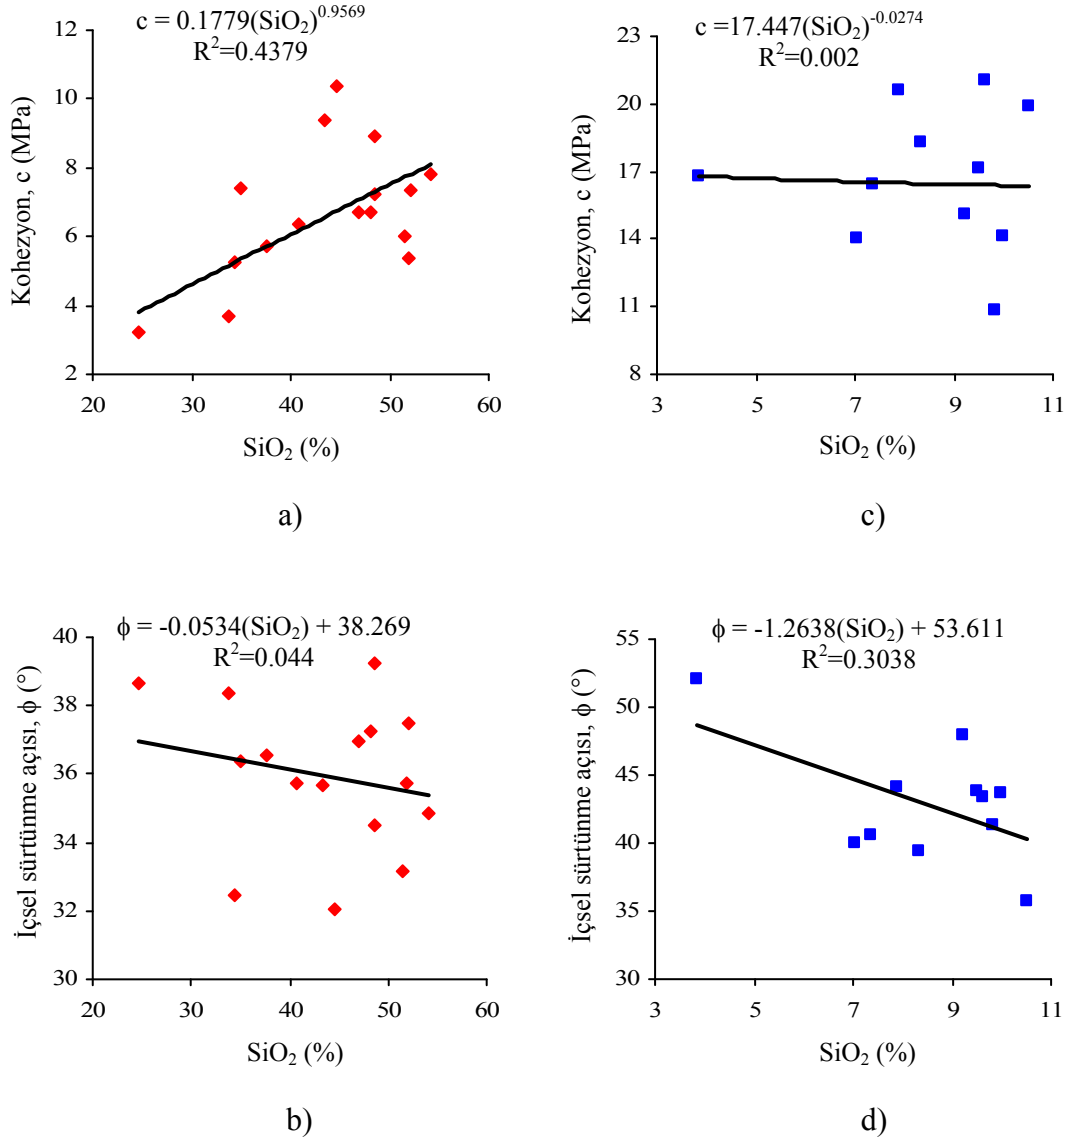 c = 0.1779(SiO₂)^0.9569
R²=0.4379
12
10
8
6
4
2
20
30
40
50
60
Kohezyon, c (MPa)
SiO₂ (%)
a)
c =17.447(SiO₂)^-0.0274
R²=0.002
23
20
17
14
11
8
3
5
7
9
11
Kohezyon, c (MPa)
SiO₂ (%)
c)
ϕ = -0.0534(SiO₂) + 38.269
R²=0.044
40
38
36
34
32
30
20
30
40
50
60
İçsel sürtünme açısı, ϕ (°)
SiO₂ (%)
b)
ϕ = -1.2638(SiO₂) + 53.611
R²=0.3038
55
50
45
40
35
30
3
5
7
9
11
İçsel sürtünme açısı, ϕ (°)
SiO₂ (%)
d)